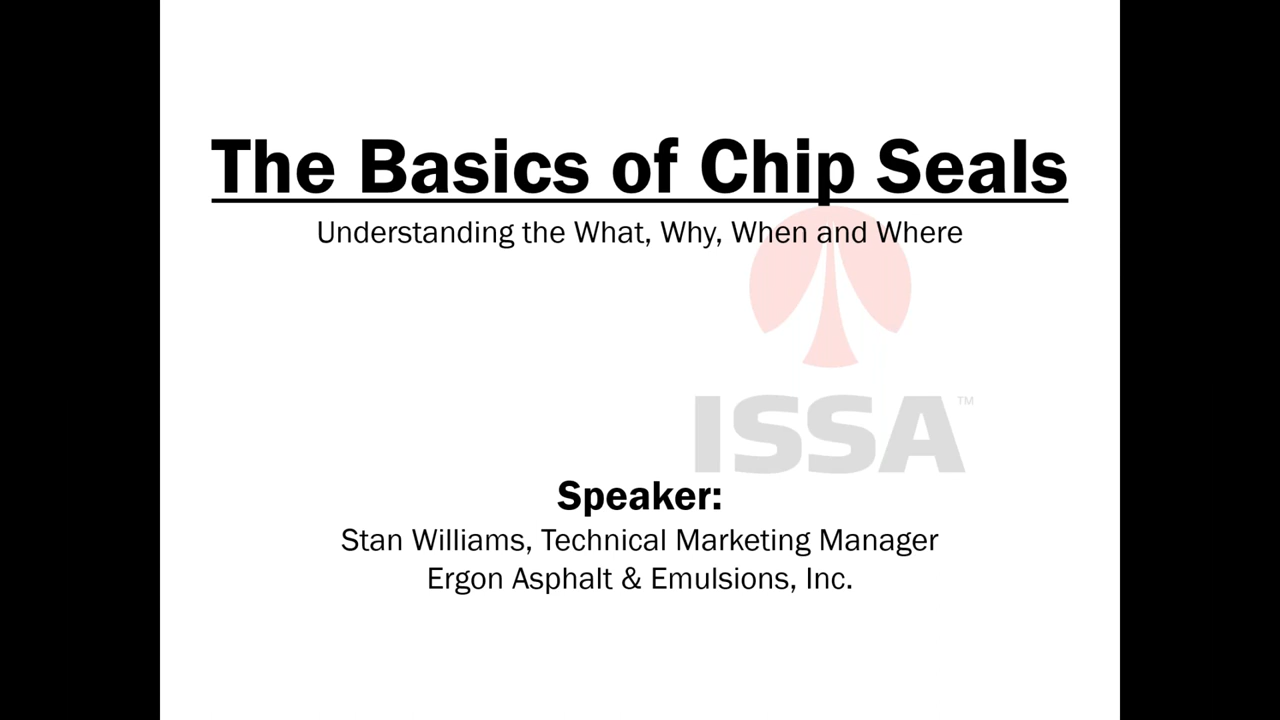 The Basics of Chip Seals
Understanding the What, Why, When and Where
ISSA™
Speaker:
Stan Williams, Technical Marketing Manager
Ergon Asphalt & Emulsions, Inc.